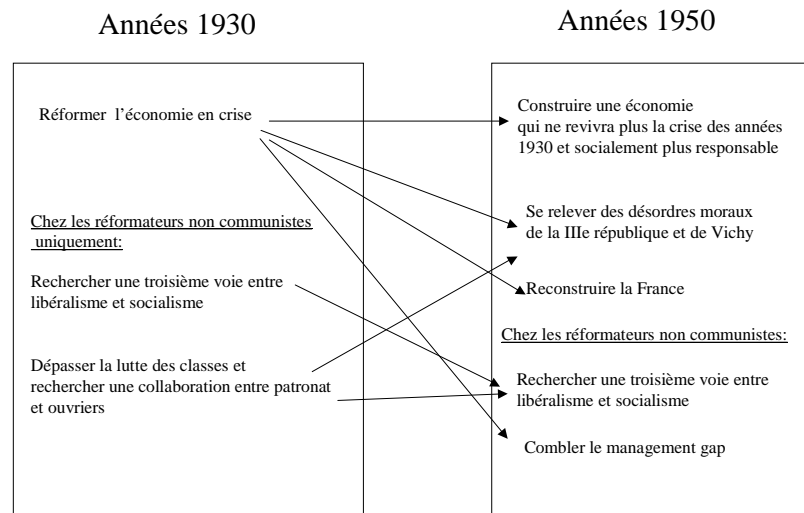 Années 1930
Réformer l'économie en crise
Chez les réformateurs non communistes
uniquement:
Rechercher une troisième voie entre
libéralisme et socialisme
Dépasser la lutte des classes et
rechercher une collaboration entre patronat
et ouvriers
Années 1950
Construire une économie
qui ne revivra plus la crise des années
1930 et socialement plus responsable
Se relever des désordres moraux
de la IIIe république et de Vichy
Reconstruire la France
Chez les réformateurs non communistes:
Rechercher une troisième voie entre
libéralisme et socialisme
Combler le management gap